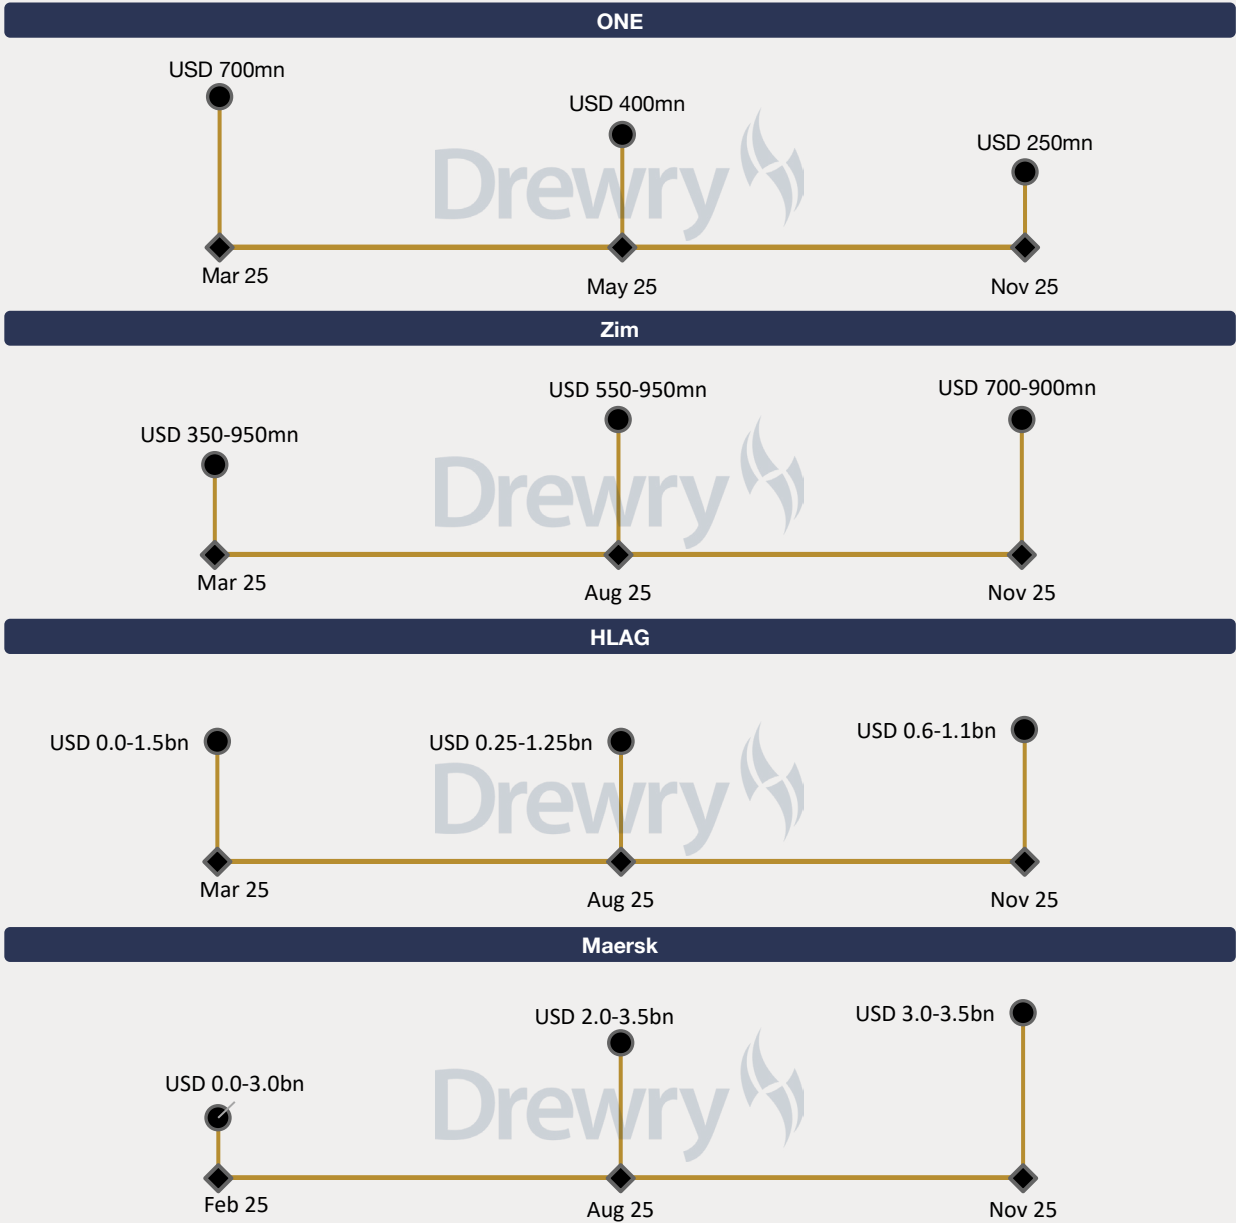 ONE
USD 700mn
USD 400mn
USD 250mn
Drewry
Mar 25
May 25
Nov 25
Zim
USD 350-950mn
USD 550-950mn
USD 700-900mn
Drewry
Mar 25
Aug 25
Nov 25
HLAG
USD 0.0-1.5bn
USD 0.25-1.25bn
USD 0.6-1.1bn
Drewry
Mar 25
Aug 25
Nov 25
Maersk
USD 0.0-3.0bn
USD 2.0-3.5bn
USD 3.0-3.5bn
Drewry
Feb 25
Aug 25
Nov 25